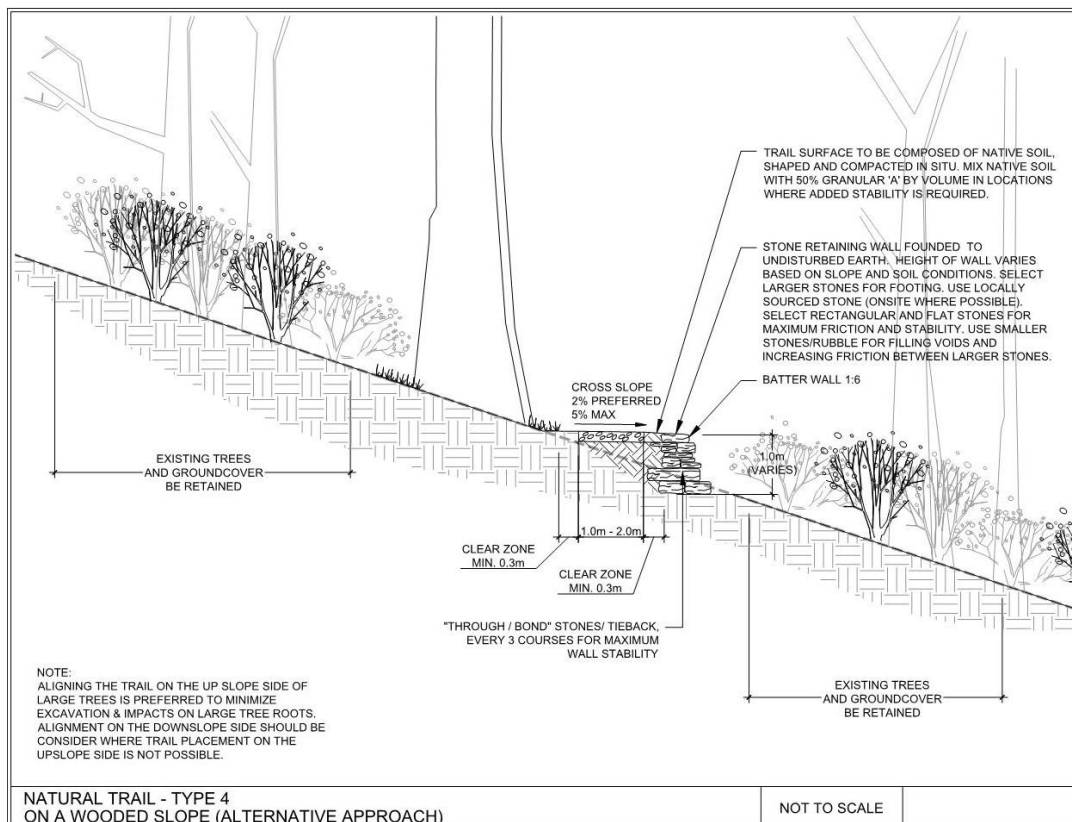 TRAIL SURFACE TO BE COMPOSED OF NATIVE SOIL,
SHAPED AND COMPACTED IN SITU. MIX NATIVE SOIL
WITH 50% GRANULAR 'A' BY VOLUME IN LOCATIONS
WHERE ADDED STABILITY IS REQUIRED.
STONE RETAINING WALL FOUNDED TO
UNDISTURBED EARTH. HEIGHT OF WALL VARIES
BASED ON SLOPE AND SOIL CONDITIONS. SELECT
LARGER STONES FOR FOOTING. USE LOCALLY
SOURCED STONE (ONSITE WHERE POSSIBLE).
SELECT RECTANGULAR AND FLAT STONES FOR
MAXIMUM FRICTION AND STABILITY. USE SMALLER
STONES/RUBBLE FOR FILLING VOIDS AND
INCREASING FRICTION BETWEEN LARGER STONES.
BATTER WALL 1:6
CROSS SLOPE
2% PREFERRED
5% MAX
1.0m
(VARIES)
EXISTING TREES
AND GROUNDCOVER
BE RETAINED
1.0m - 2.0m
CLEAR ZONE
MIN. 0.3m
CLEAR ZONE
MIN. 0.3m
"THROUGH / BOND" STONES/ TIEBACK,
EVERY 3 COURSES FOR MAXIMUM
WALL STABILITY
EXISTING TREES
AND GROUNDCOVER
BE RETAINED
NOTE:
ALIGNING THE TRAIL ON THE UP SLOPE SIDE OF
LARGE TREES IS PREFERRED TO MINIMIZE
EXCAVATION & IMPACTS ON LARGE TREE ROOTS.
ALIGNMENT ON THE DOWNSLOPE SIDE SHOULD BE
CONSIDER WHERE TRAIL PLACEMENT ON THE
UPSLOPE SIDE IS NOT POSSIBLE.
NATURAL TRAIL - TYPE 4
ON A WOODED SLOPE (ALTERNATIVE APPROACH)
NOT TO SCALE